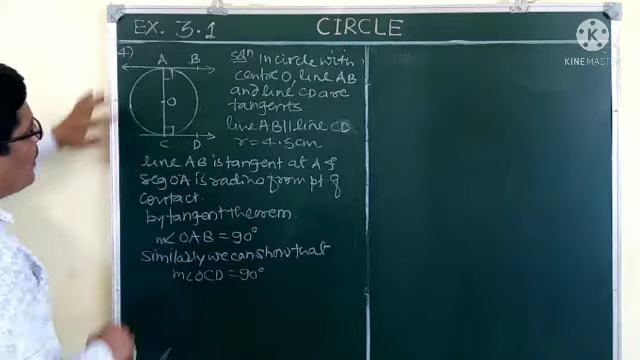 EX. 3.1
CIRCLE
KINEMASTER
4)
A B
O
C D
Soln In circle with
centre O, line AB
and line CD are
tangents.
line AB || line CD
r = 4.5cm
line AB is tangent at A &
seg OA is radius from pt of
contact.
by tangent theorem
m∠OAB = 90°
Similarly we can show that
m∠OCD = 90°